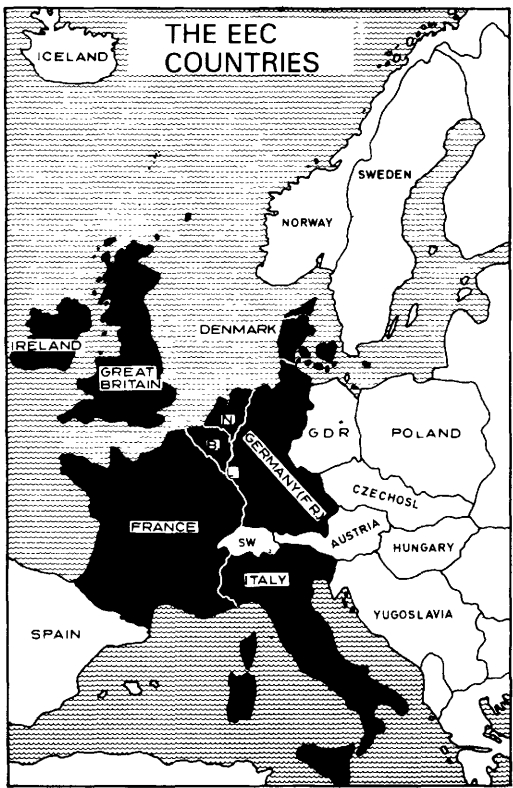 THE EEC
COUNTRIES
ICELAND
SWEDEN
NORWAY
DENMARK
IRELAND
GREAT
BRITAIN
N
B
GDR
POLAND
GERMANY(FR)
CZECHOSL
FRANCE
SW
AUSTRIA
HUNGARY
ITALY
YUGOSLAVIA
SPAIN